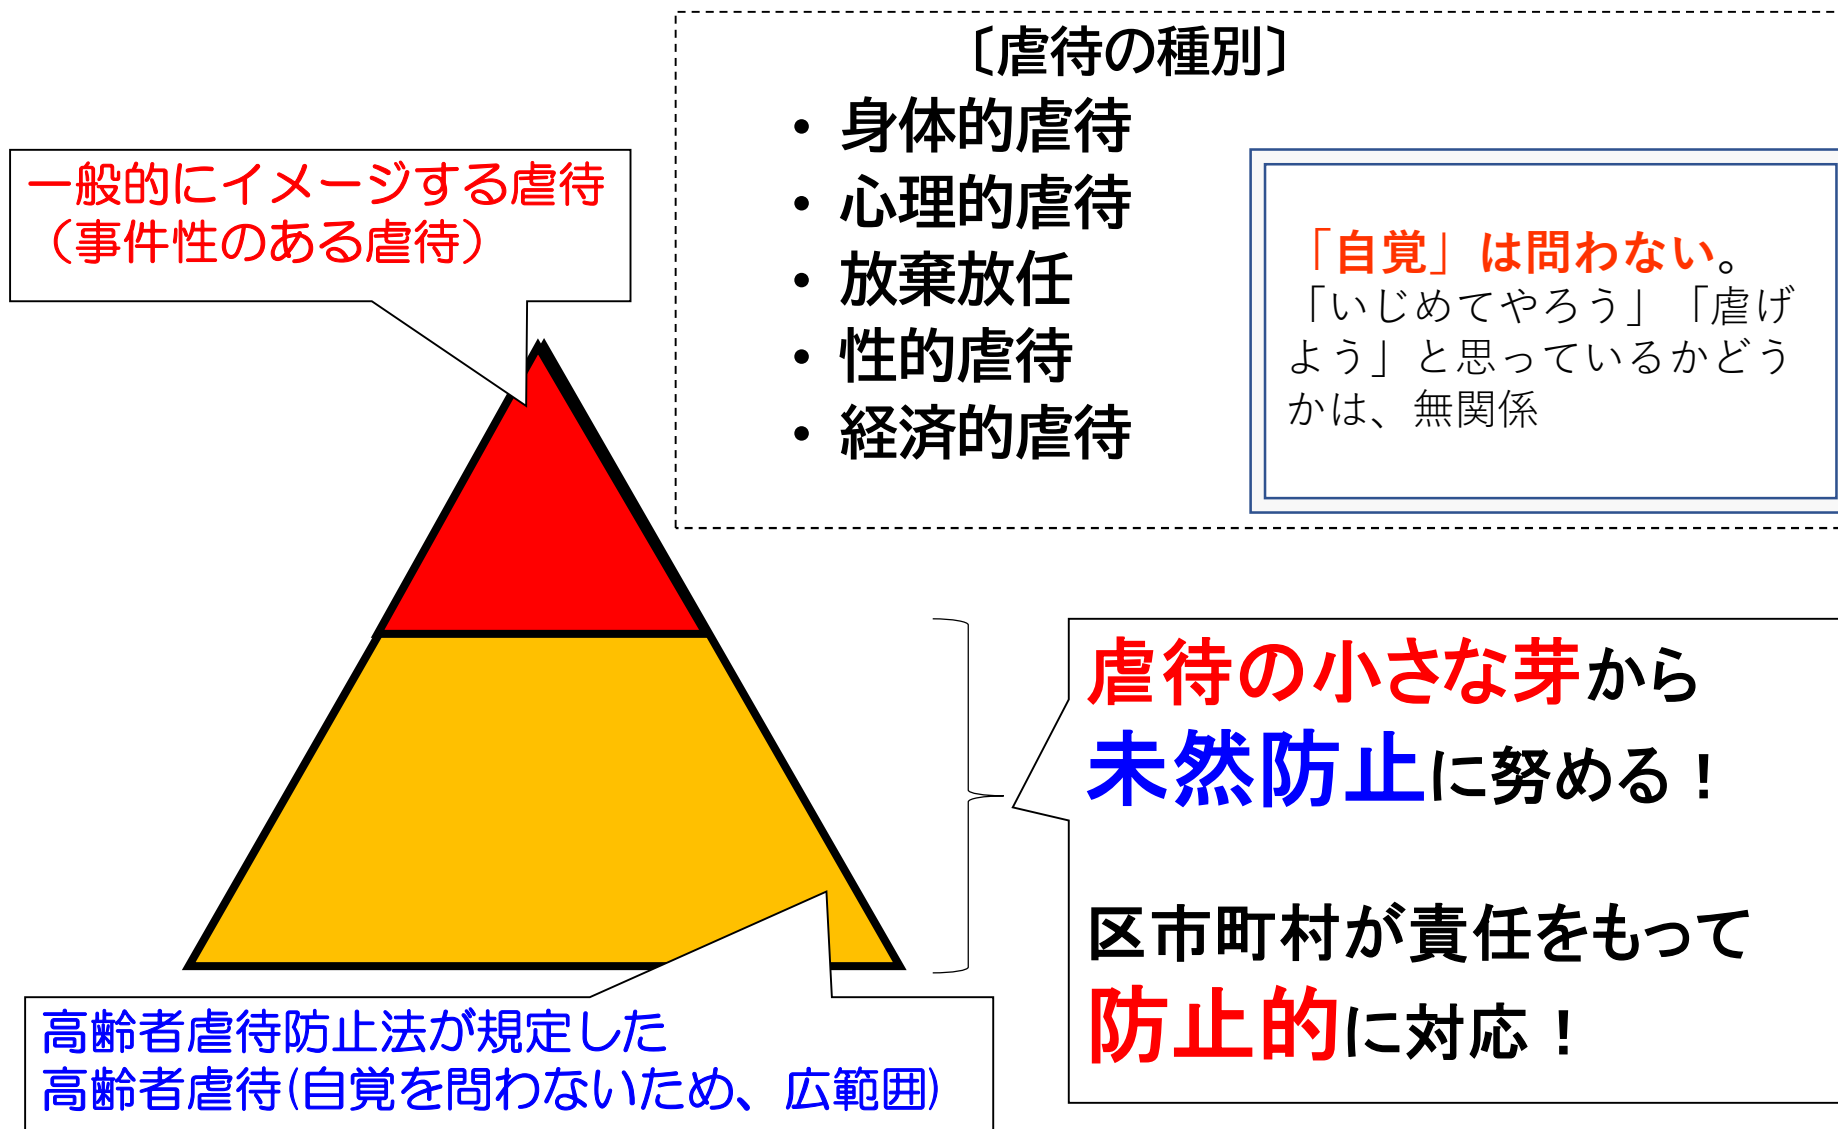 〔虐待の種別〕
・身体的虐待
・心理的虐待
・放棄放任
・性的虐待
・経済的虐待
「自覚」は問わない。
「いじめてやろう」「虐げ
よう」と思っているかどう
かは、無関係
一般的にイメージする虐待
（事件性のある虐待）
虐待の小さな芽から
未然防止に努める！
区市町村が責任をもって
防止的に対応！
高齢者虐待防止法が規定した
高齢者虐待(自覚を問わないため、広範囲)